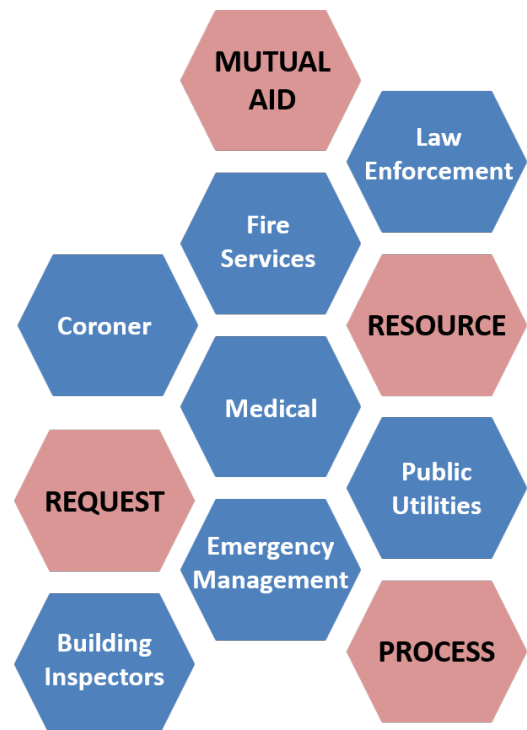 MUTUAL
AID
Law
Enforcement
Fire
Services
Coroner
RESOURCE
Medical
REQUEST
Public
Utilities
Emergency
Management
Building
Inspectors
PROCESS